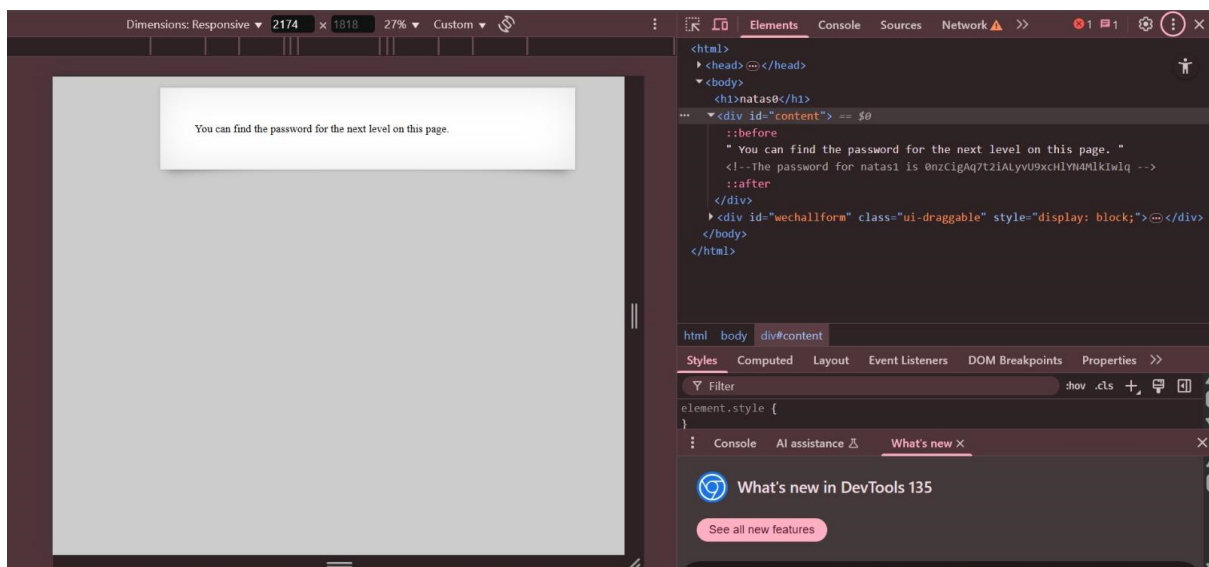 Dimensions: Responsive ▼ 2174 × 1818 27% ▼ Custom ▼
Elements Console Sources Network >> 1 1
You can find the password for the next level on this page.
<html>
<head> </head>
<body>
<h1>natas0</h1>
<div id="content"> == $0
::before
" You can find the password for the next level on this page. "
<!--The password for natas1 is 0nzCigAq7t2iALyvU9xcHlYN4MlkIwlq -->
::after
</div>
<div id="wechallform" class="ui-draggable" style="display: block;"> </div>
</body>
</html>
html body div#content
Styles Computed Layout Event Listeners DOM Breakpoints Properties >>
Filter :hov .cls +
element.style {
}
Console AI assistance What's new ×
What's new in DevTools 135
See all new features